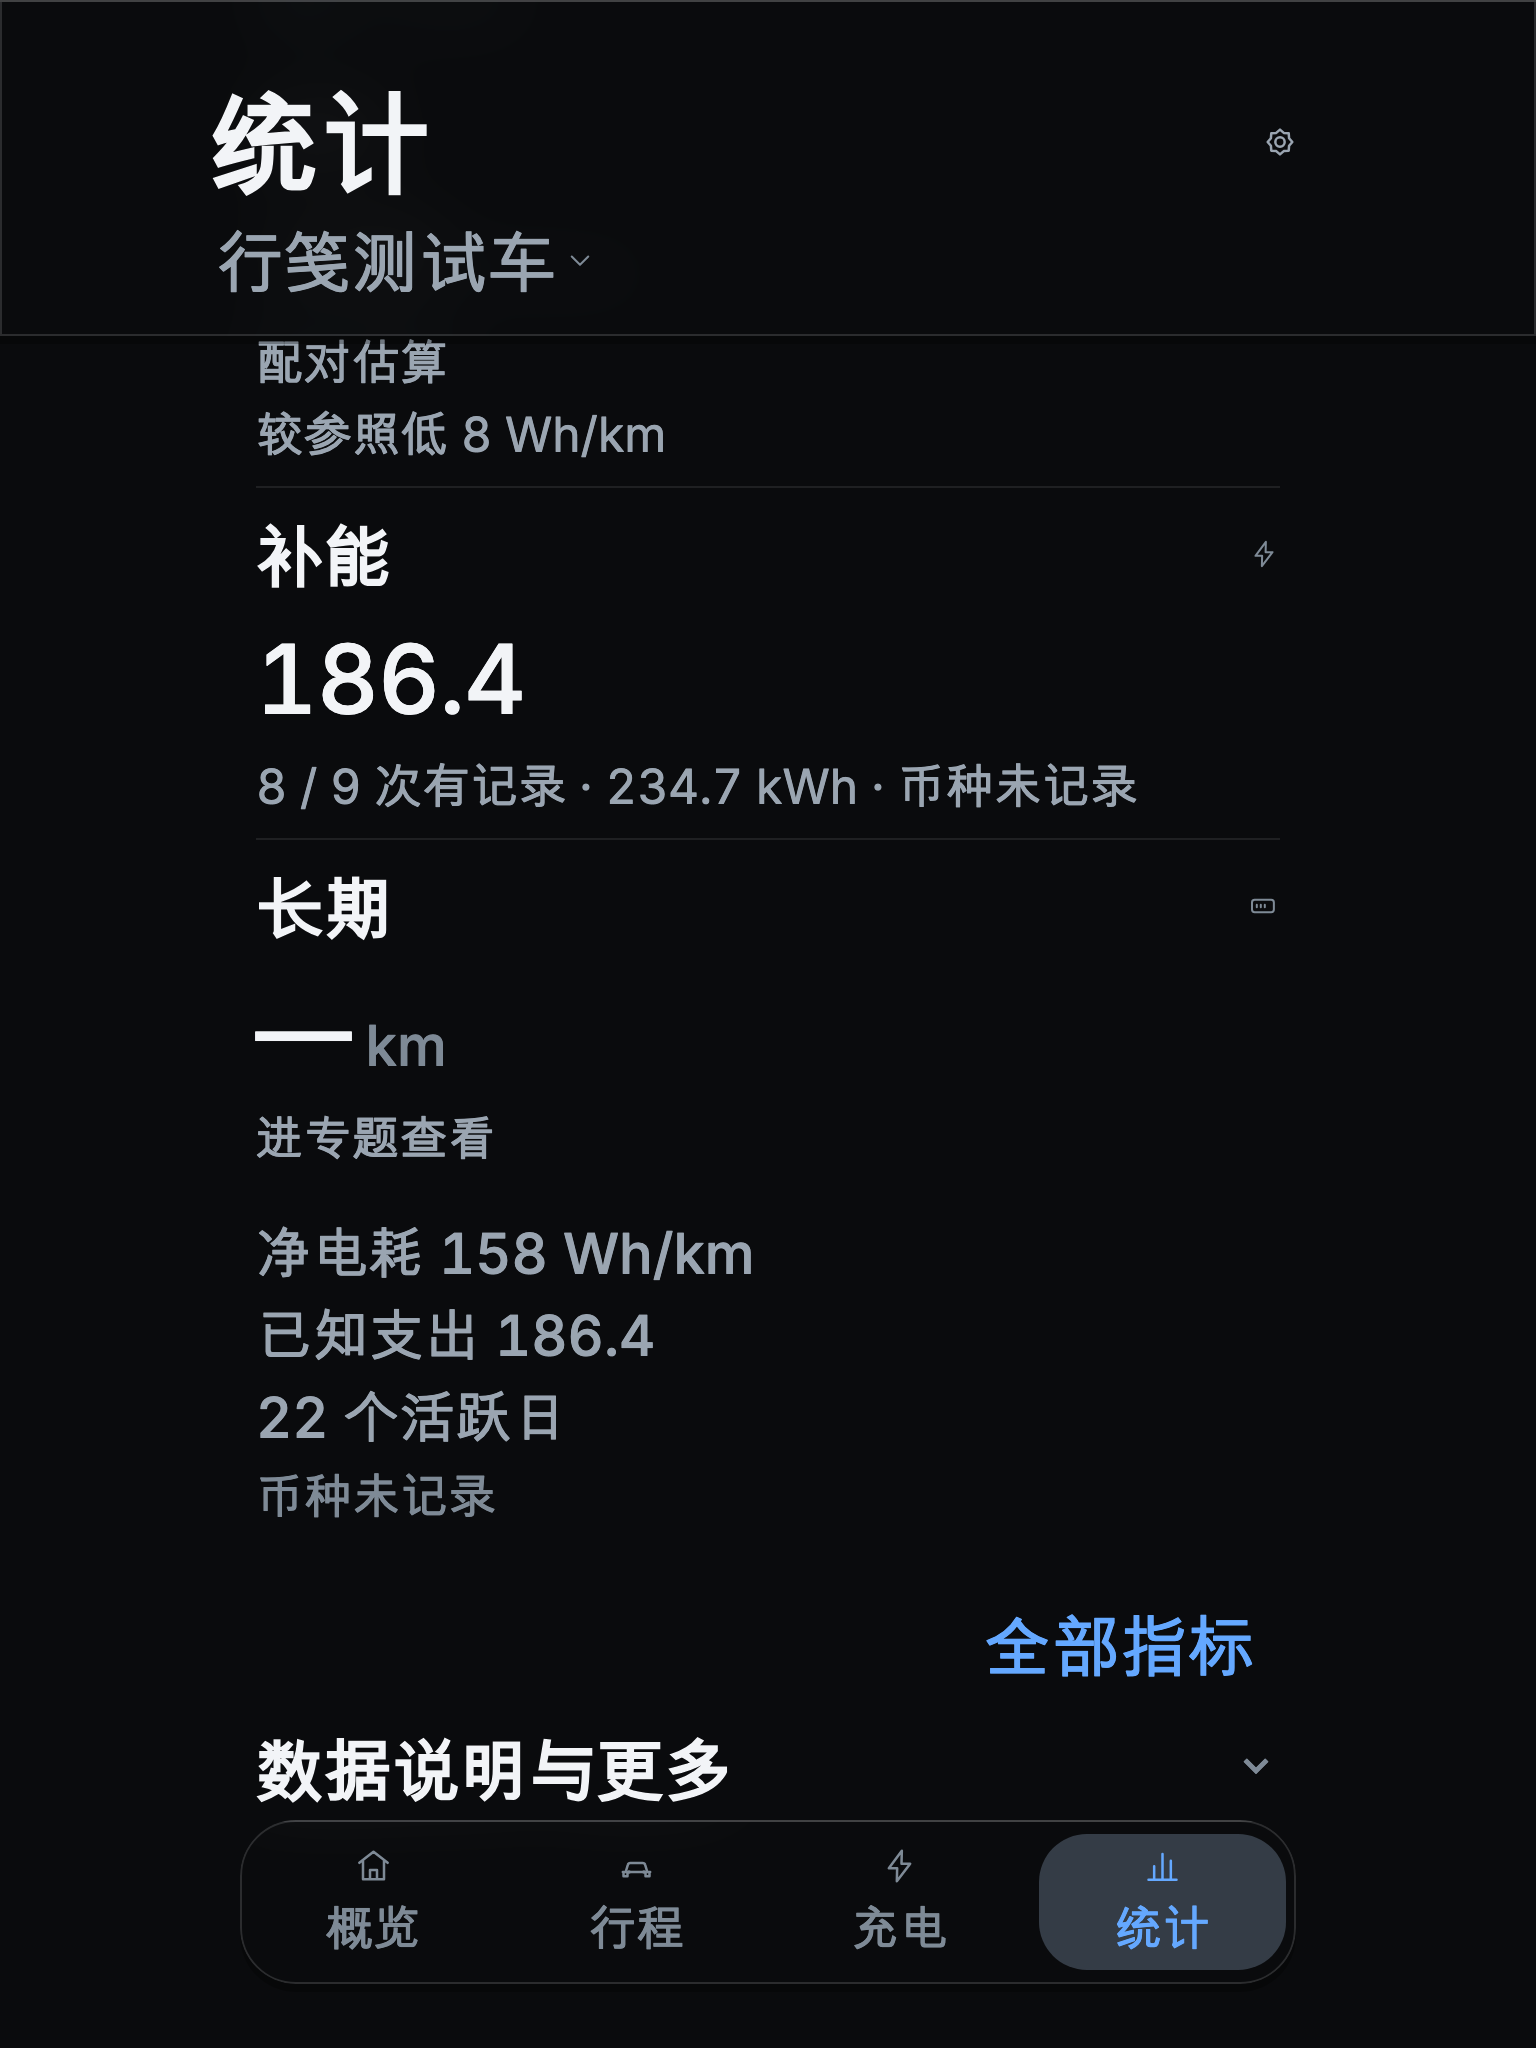 统计
行笺测试车
配对估算
较参照低 8 Wh/km
补能
186.4
8 / 9 次有记录 · 234.7 kWh · 币种未记录
长期
— km
进专题查看
净电耗 158 Wh/km
已知支出 186.4
22 个活跃日
币种未记录
全部指标
数据说明与更多
概览
行程
充电
统计